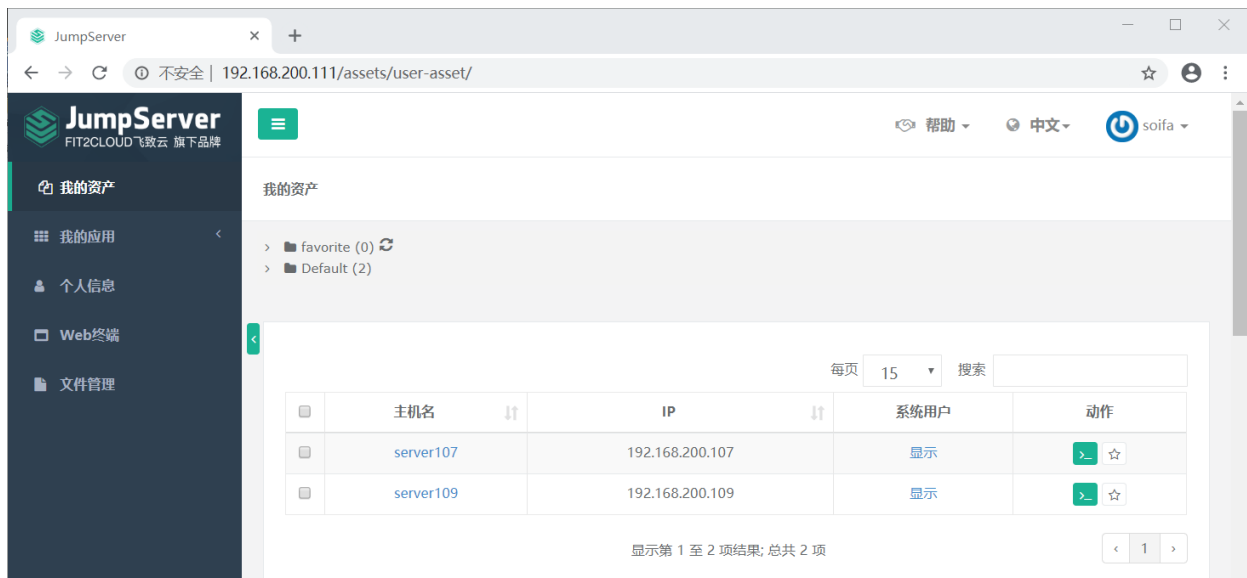 JumpServer
不安全 | 192.168.200.111/assets/user-asset/
JumpServer
FIT2CLOUD飞致云 旗下品牌
帮助
中文
soifa
我的资产
我的应用
个人信息
Web终端
文件管理
我的资产
favorite (0)
Default (2)
每页 15 搜索
主机名 IP 系统用户 动作
server107 192.168.200.107 显示
server109 192.168.200.109 显示
显示第 1 至 2 项结果; 总共 2 项
1